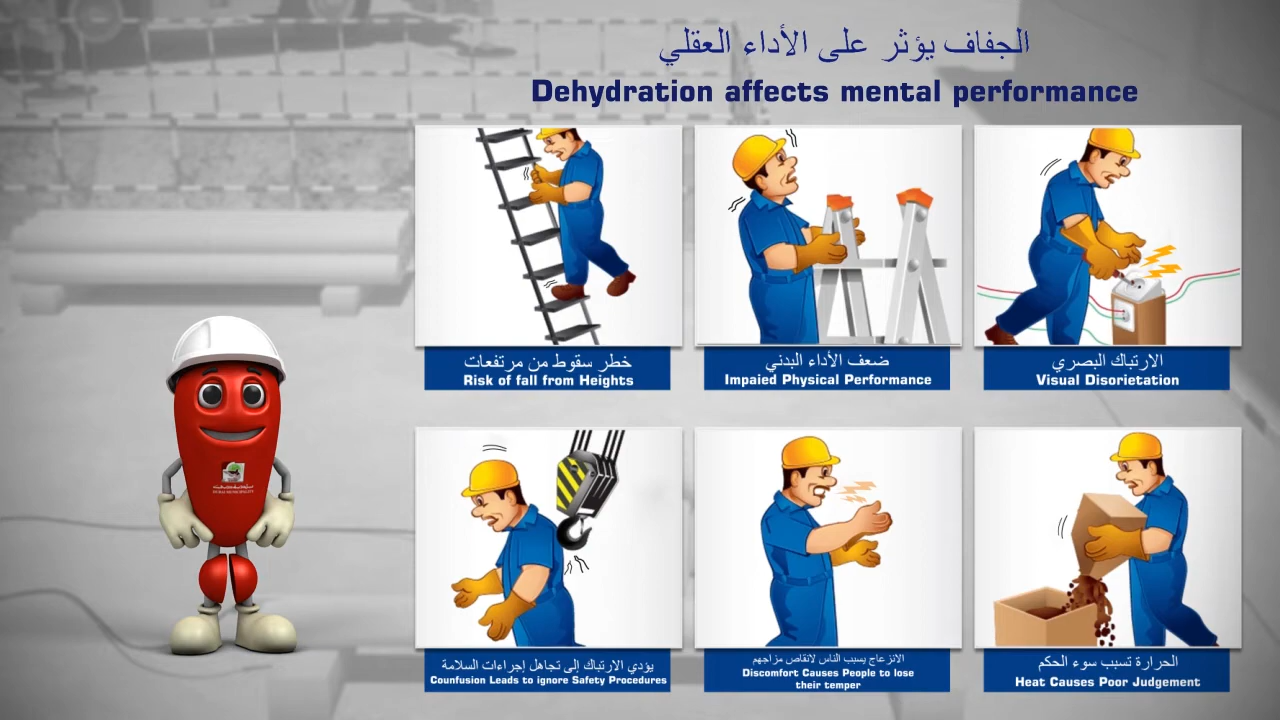 الجفاف يؤثر على الأداء العقلي
Dehydration affects mental performance
خطر سقوط من مرتفعات
Risk of fall from Heights
ضعف الأداء البدني
Impaied Physical Performance
الارتباك البصري
Visual Disorietation
يؤدي الارتباك إلى تجاهل إجراءات السلامة
Counfusion Leads to ignore Safety Procedures
الانزعاج يسبب الناس لانقاص مزاجهم
Discomfort Causes People to lose
their temper
الحرارة تسبب سوء الحكم
Heat Causes Poor Judgement